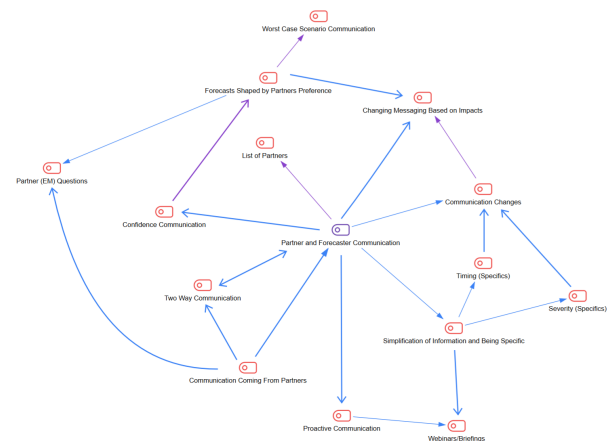 Worst Case Scenario Communication
Forecasts Shaped by Partners Preference
Changing Messaging Based on Impacts
List of Partners
Partner (EM) Questions
Communication Changes
Confidence Communication
Partner and Forecaster Communication
Timing (Specifics)
Two Way Communication
Severity (Specifics)
Simplification of Information and Being Specific
Communication Coming From Partners
Proactive Communication
Webinars/Briefings